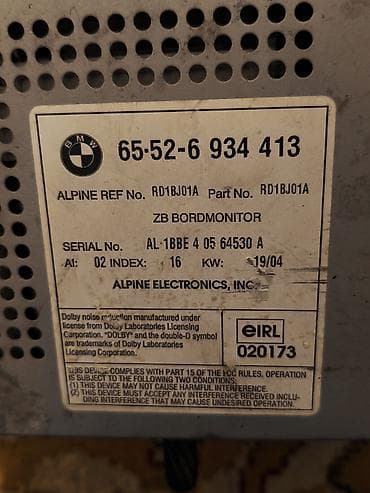 BMW
65-52-6 934 413
ALPINE REF No. RD1BJ01A Part No. RD1BJ01A
ZB BORDMONITOR
SERIAL No. AL-1BBE 4 05 64530 A
AI: 02 INDEX: 16 KW: 19/04
ALPINE ELECTRONICS, INC.
Dolby noise reduction manufactured under
license from Dolby Laboratories Licensing
Corporation. "DOLBY" and the double-D symbol
are trademarks of Dolby Laboratories
Licensing Corporation.
eIRL
020173
THIS DEVICE COMPLIES WITH PART 15 OF THE FCC RULES. OPERATION
IS SUBJECT TO THE FOLLOWING TWO CONDITIONS:
(1) THIS DEVICE MAY NOT CAUSE HARMFUL INTERFERENCE.
(2) THIS DEVICE MUST ACCEPT ANY INTERFERENCE RECEIVED INCLU-
DING INTERFERENCE THAT MAY CAUSE UNDESIRED OPERATION.